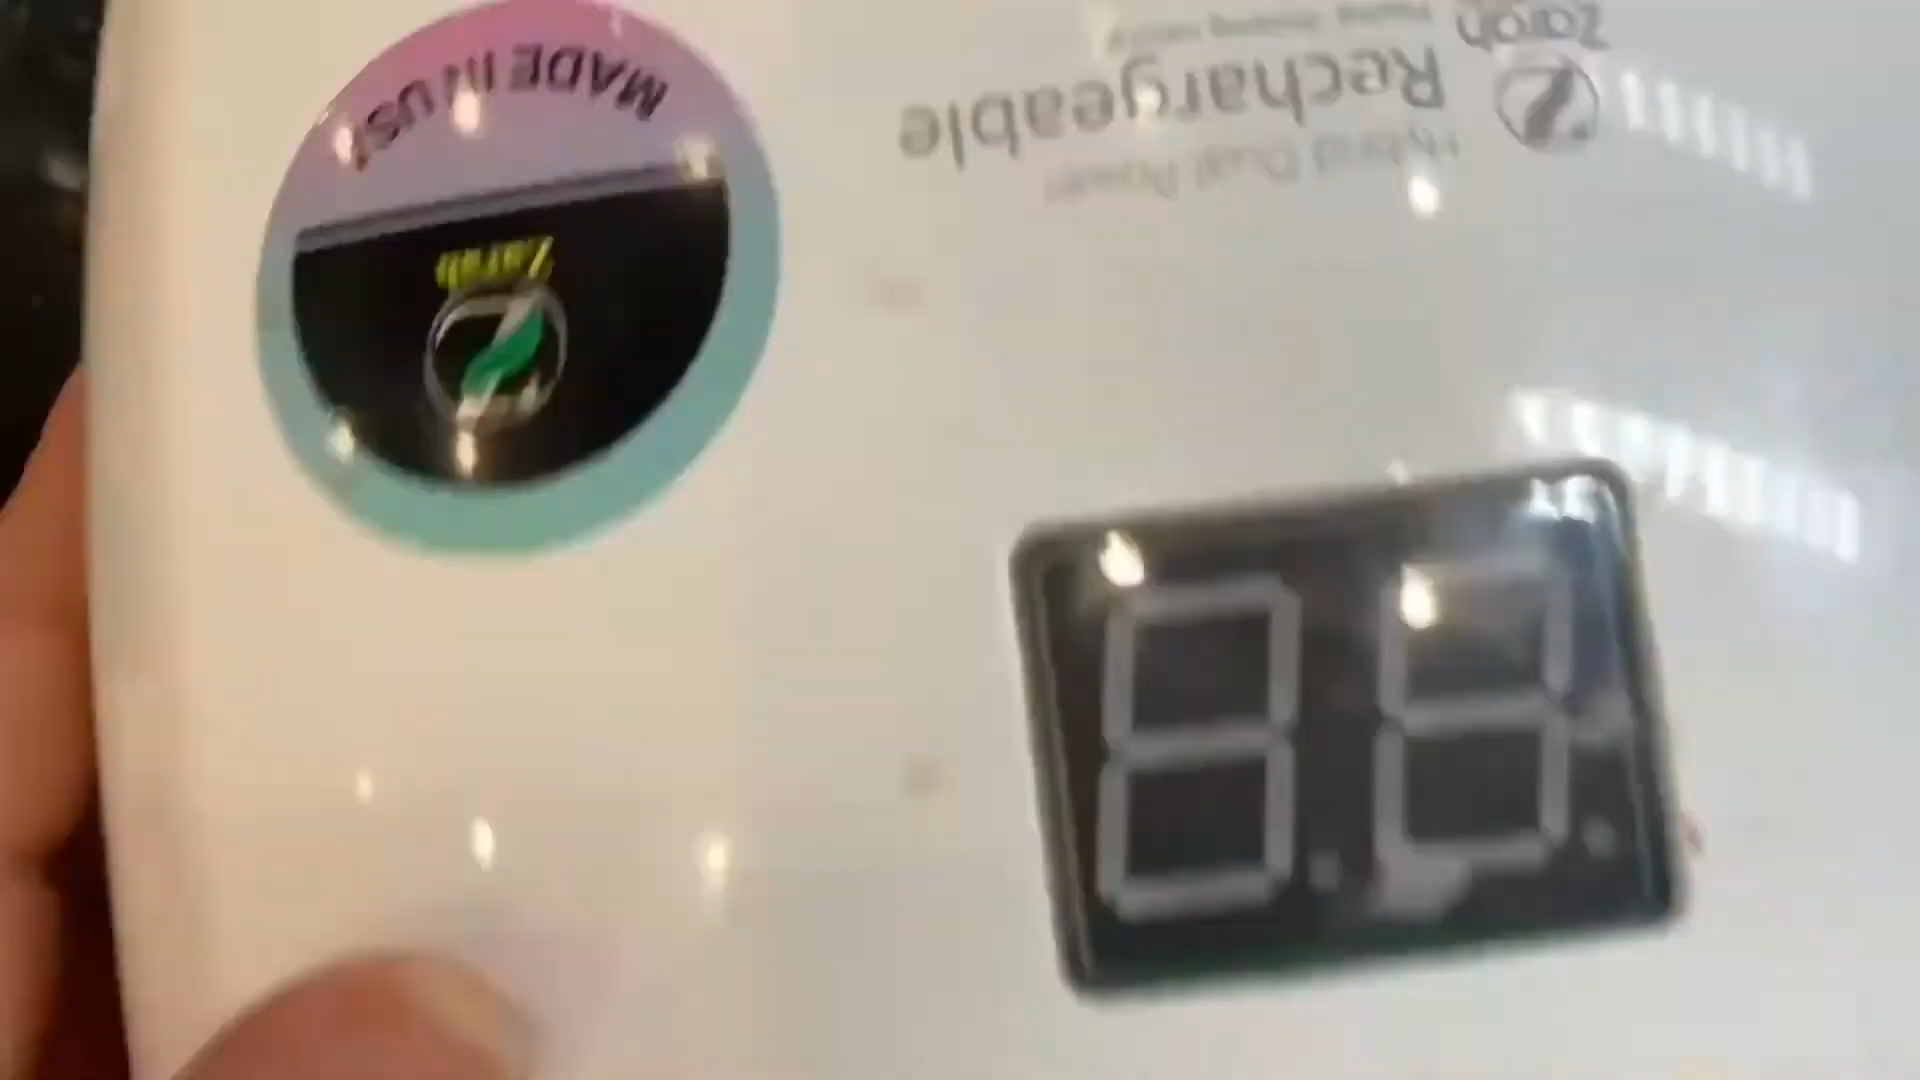 Hybrid Dual Power
Rechargeable
Zarah
Zarah
MADE IN USA